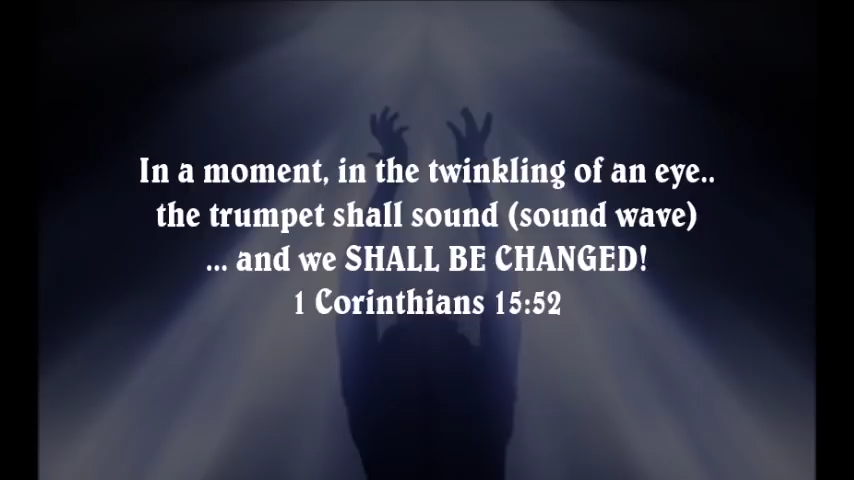 In a moment, in the twinkling of an eye..
the trumpet shall sound (sound wave)
... and we SHALL BE CHANGED!
1 Corinthians 15:52